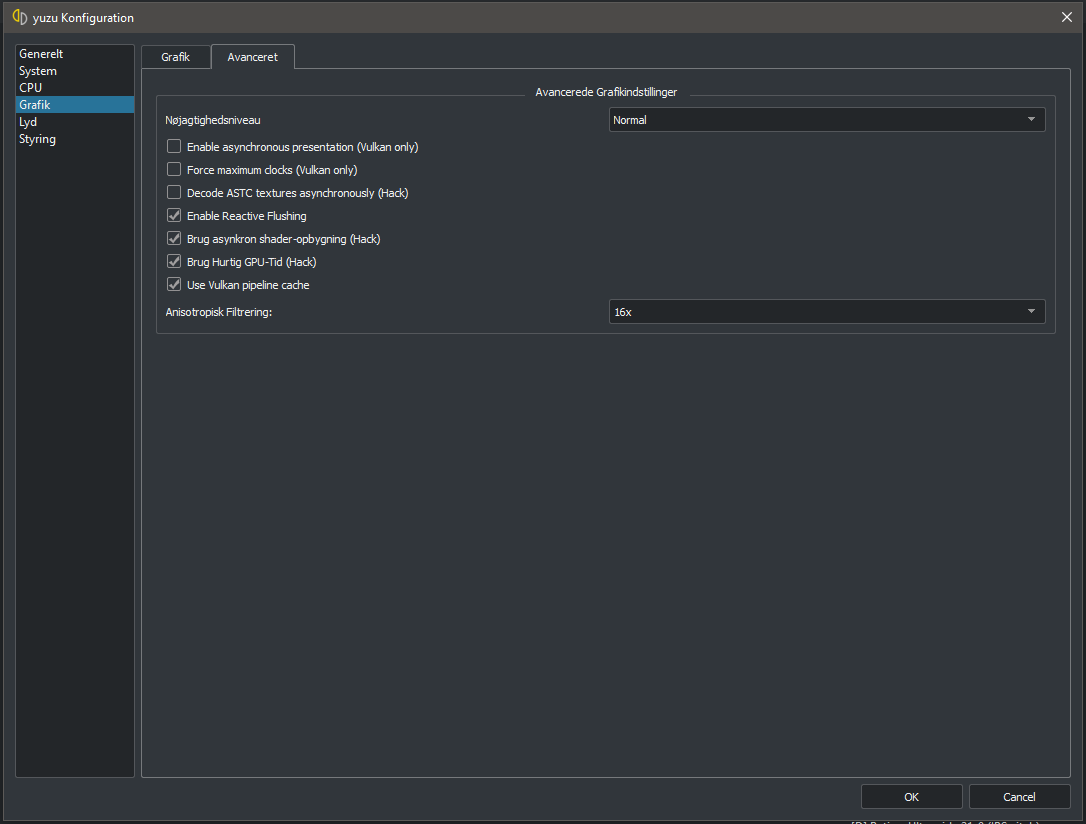 yuzu Konfiguration
Generelt
System
CPU
Grafik
Lyd
Styring
Grafik
Avanceret
Avancerede Grafikindstillinger
Nøjagtighedsniveau
Normal
Enable asynchronous presentation (Vulkan only)
Force maximum clocks (Vulkan only)
Decode ASTC textures asynchronously (Hack)
Enable Reactive Flushing
Brug asynkron shader-opbygning (Hack)
Brug Hurtig GPU-Tid (Hack)
Use Vulkan pipeline cache
Anisotropisk Filtrering:
16x
OK
Cancel